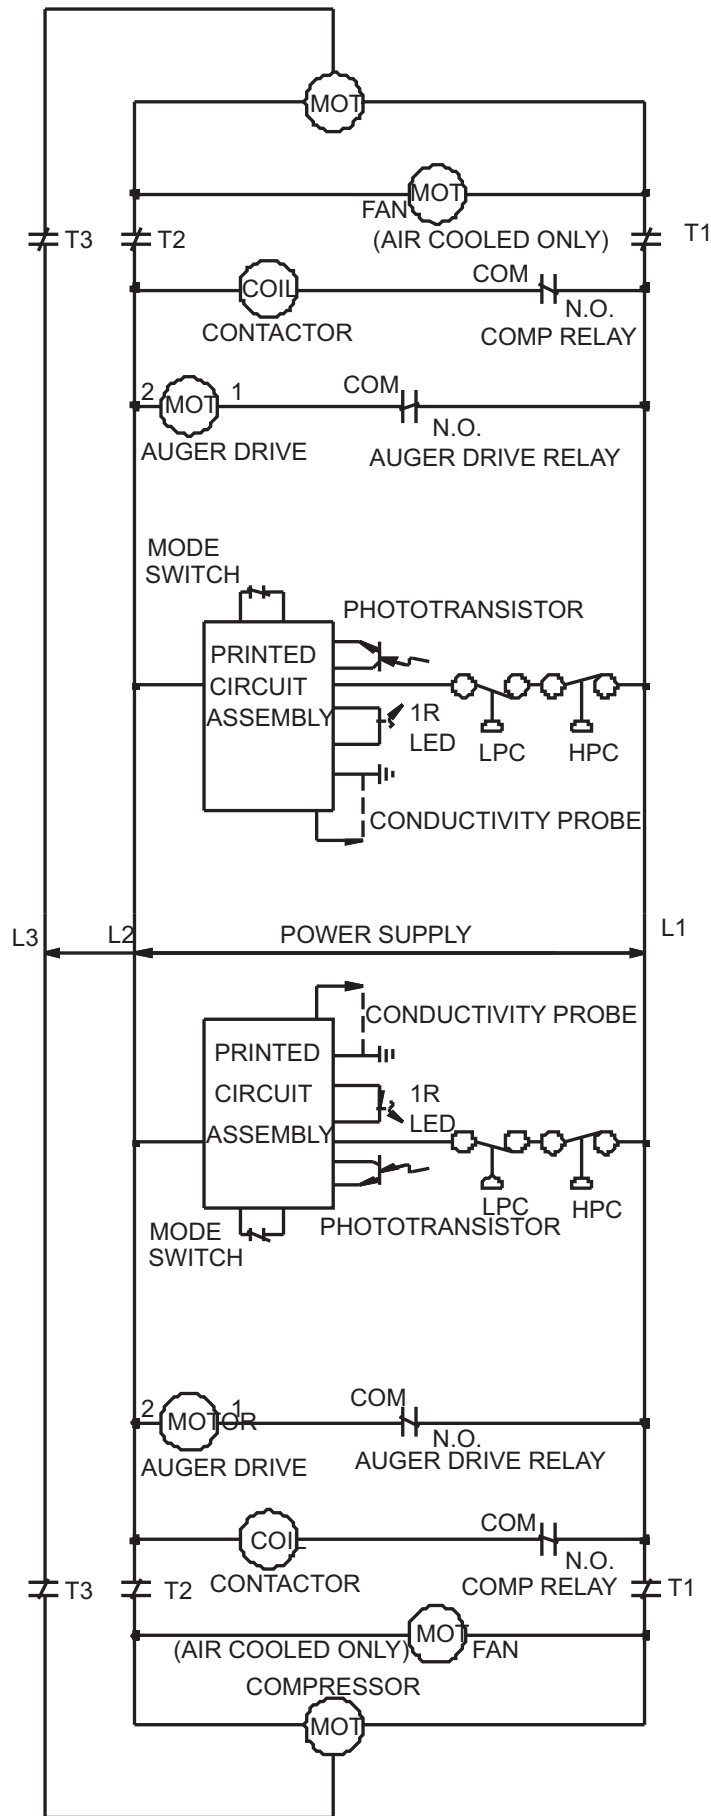 MOT
MOT
FAN
(AIR COOLED ONLY)
T3
T2
T1
COIL
COM
N.O.
CONTACTOR
COMP RELAY
2
MOT
1
COM
N.O.
AUGER DRIVE
AUGER DRIVE RELAY
MODE
SWITCH
PHOTOTRANSISTOR
PRINTED
CIRCUIT
ASSEMBLY
1R
LED
LPC
HPC
CONDUCTIVITY PROBE
L3
L2
POWER SUPPLY
L1
CONDUCTIVITY PROBE
PRINTED
CIRCUIT
ASSEMBLY
1R
LED
LPC
HPC
PHOTOTRANSISTOR
MODE
SWITCH
2
MOTOR
1
COM
N.O.
AUGER DRIVE
AUGER DRIVE RELAY
COIL
COM
N.O.
CONTACTOR
COMP RELAY
T3
T2
T1
(AIR COOLED ONLY)
MOT
FAN
COMPRESSOR
MOT